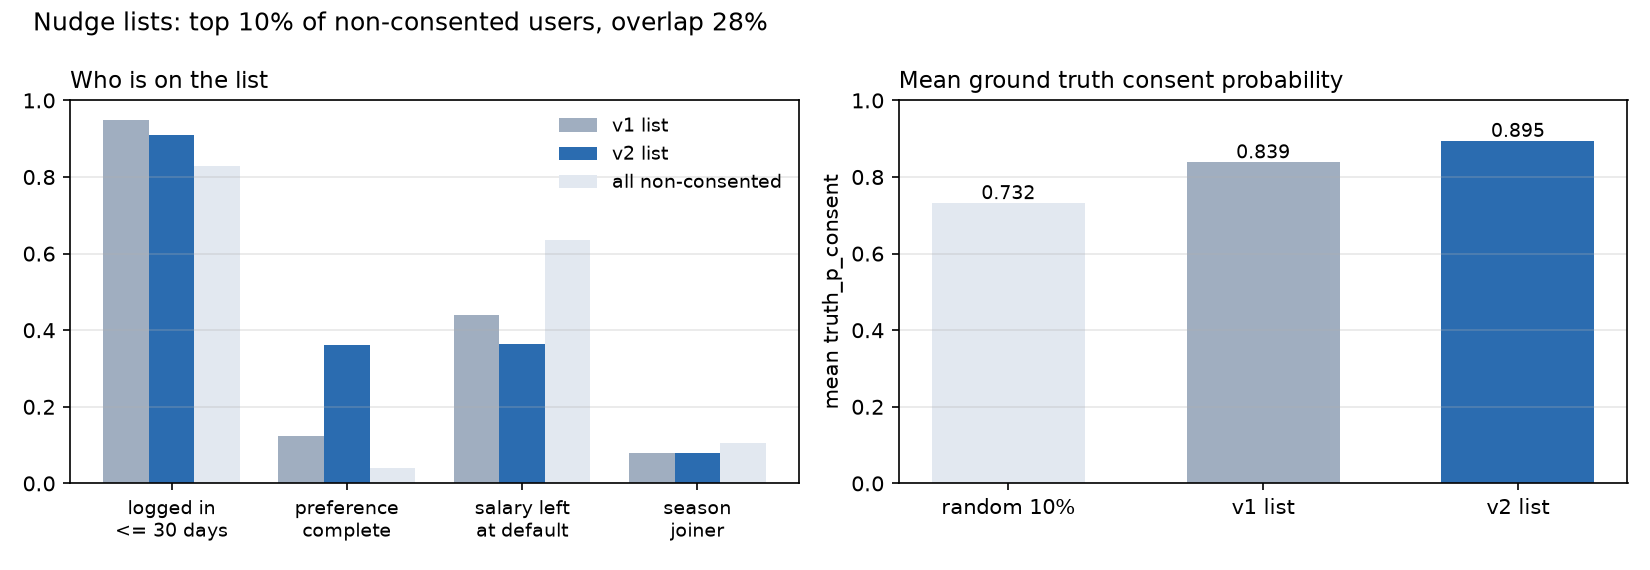 Nudge lists: top 10% of non-consented users, overlap 28%
Who is on the list
1.0
0.8
0.6
0.4
0.2
0.0
v1 list
v2 list
all non-consented
logged in
<= 30 days
preference
complete
salary left
at default
season
joiner
Mean ground truth consent probability
mean truth_p_consent
1.0
0.8
0.6
0.4
0.2
0.0
0.732
0.839
0.895
random 10%
v1 list
v2 list